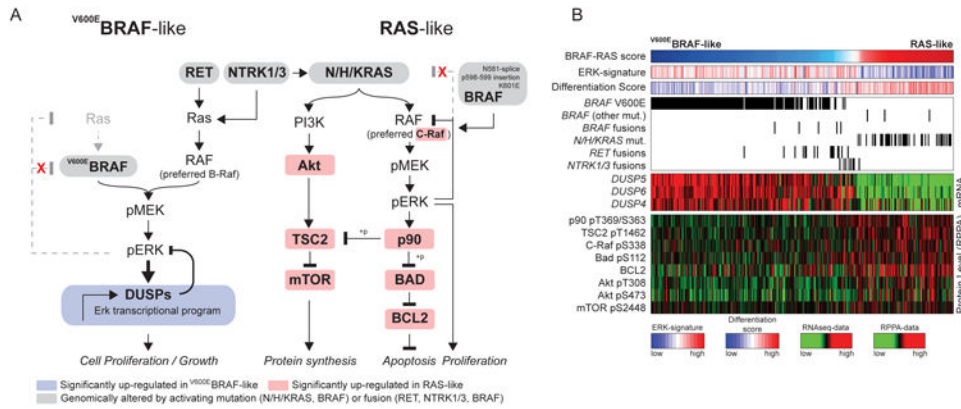 A
V600E BRAF-like
RAS-like
RET
NTRK1/3
N/H/KRAS
X
N581-splice
p598-599 insertion
K601E
BRAF
Ras
Ras
PI3K
RAF
(preferred C-Raf)
X
V600E BRAF
RAF
(preferred B-Raf)
Akt
pMEK
pMEK
pERK
pERK
TSC2
+p
p90
+p
DUSPs
Erk transcriptional program
mTOR
BAD
BCL2
Cell Proliferation / Growth
Protein synthesis
Apoptosis
Proliferation
Significantly up-regulated in V600E BRAF-like
Significantly up-regulated in RAS-like
Genomically altered by activating mutation (N/H/KRAS, BRAF) or fusion (RET, NTRK1/3, BRAF)
B
V600E BRAF-like
RAS-like
BRAF-RAS score
ERK-signature
Differentiation Score
BRAF V600E
BRAF (other mut.)
BRAF fusions
N/H/KRAS mut.
RET fusions
NTRK1/3 fusions
DUSP5
DUSP6
DUSP4
mRNA
p90 pT369/S363
TSC2 pT1462
C-Raf pS338
Bad pS112
BCL2
Akt pT308
Akt pS473
mTOR pS2448
Protein Level (RPPA)
ERK-signature
low high
Differentiation
score
low high
RNAseq-data
low high
RPPA-data
low high